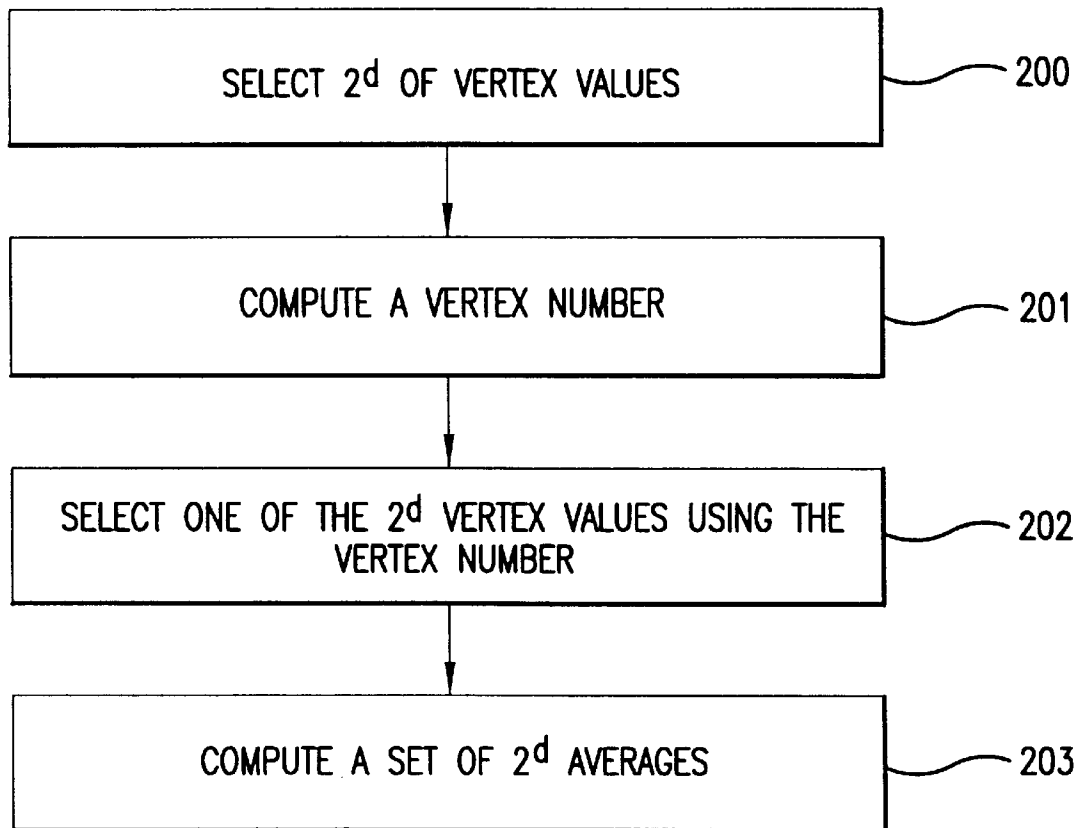 SELECT 2ᵈ OF VERTEX VALUES
200
COMPUTE A VERTEX NUMBER
201
SELECT ONE OF THE 2ᵈ VERTEX VALUES USING THE
VERTEX NUMBER
202
COMPUTE A SET OF 2ᵈ AVERAGES
203